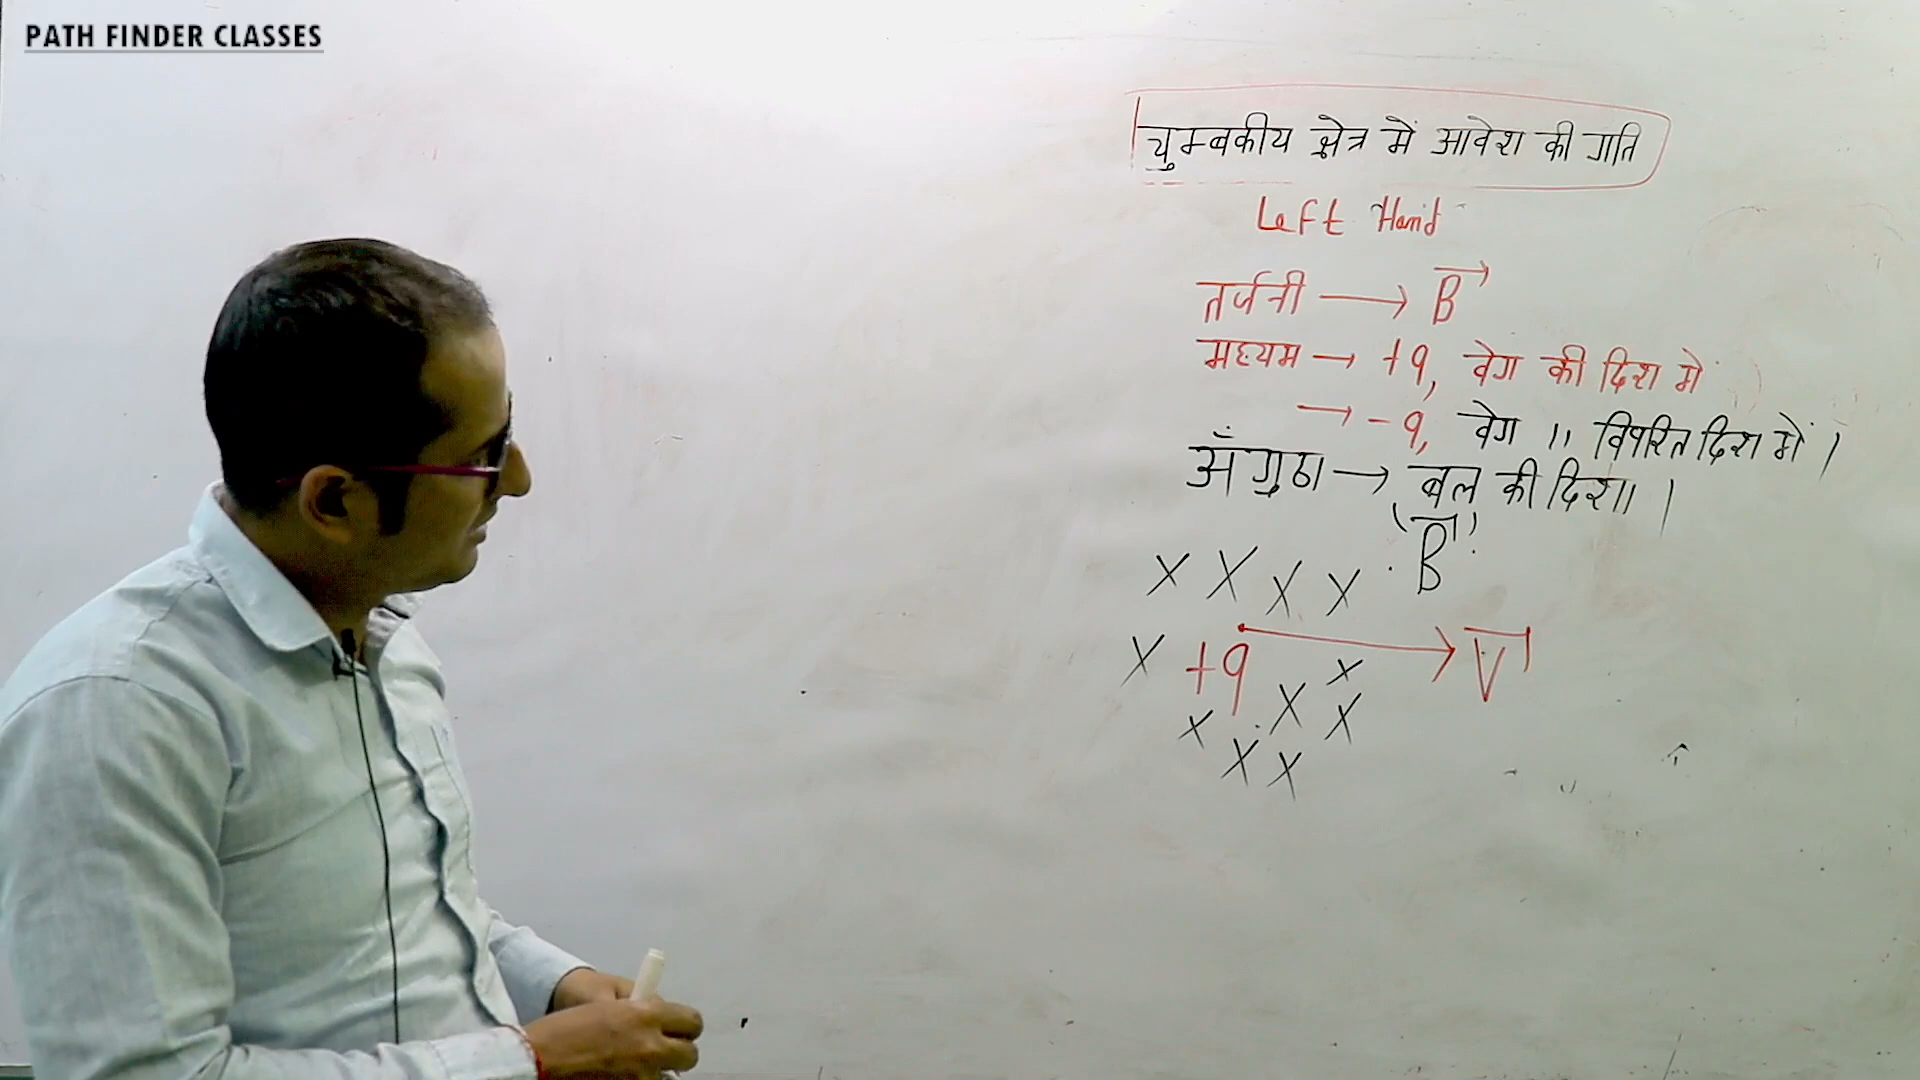 PATH FINDER CLASSES
चुम्बकीय क्षेत्र में आवेश की गति
Left Hand
तर्जनी → B
मध्यम → +q, वेग की दिश में
→ -q, वेग " विपरित दिश में।
अँगुठा → बल की दिशा।
x x x x B
x +q x → V
x x x
x x